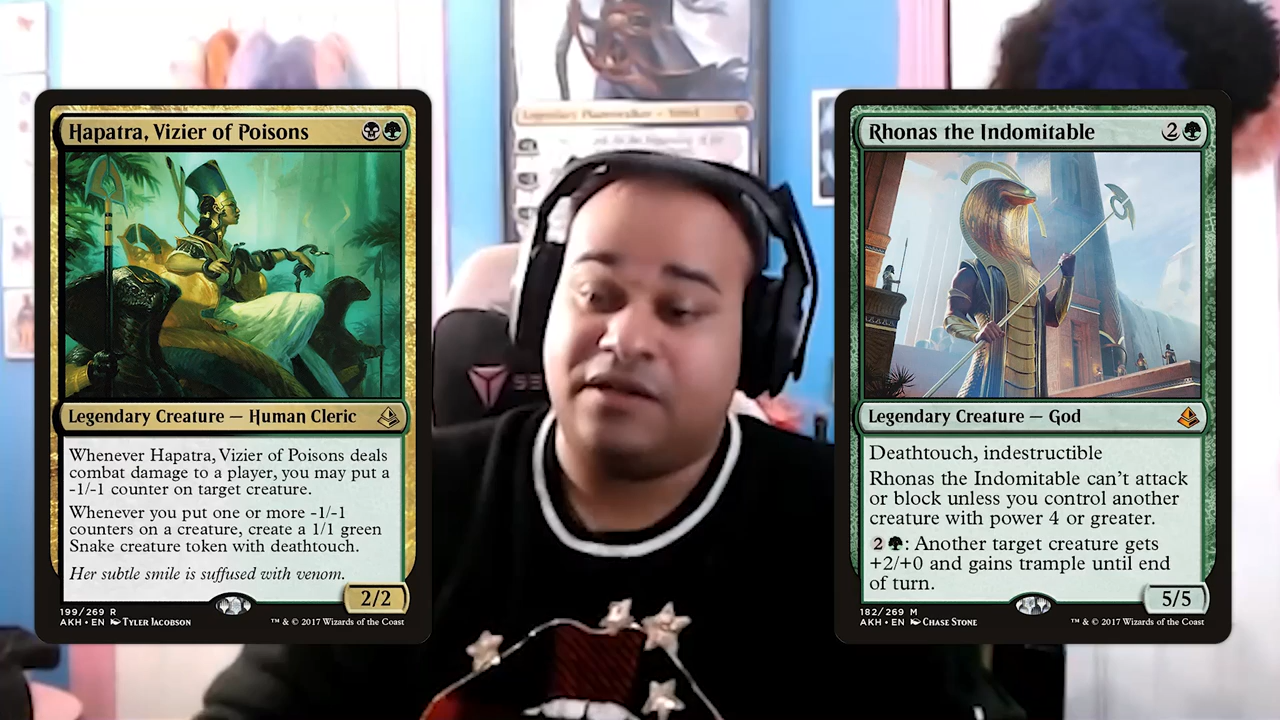 Hapatra, Vizier of Poisons
Legendary Creature — Human Cleric
Whenever Hapatra, Vizier of Poisons deals
combat damage to a player, you may put a
-1/-1 counter on target creature.
Whenever you put one or more -1/-1
counters on a creature, create a 1/1 green
Snake creature token with deathtouch.
Her subtle smile is suffused with venom.
2/2
199/269 R
AKH • EN Tyler Jacobson
™ & © 2017 Wizards of the Coast
Legendary Planeswalker
Rhonas the Indomitable
2
Legendary Creature — God
Deathtouch, indestructible
Rhonas the Indomitable can't attack
or block unless you control another
creature with power 4 or greater.
2 : Another target creature gets
+2/+0 and gains trample until end
of turn.
5/5
182/269 M
AKH • EN Chase Stone
™ & © 2017 Wizards of the Coast